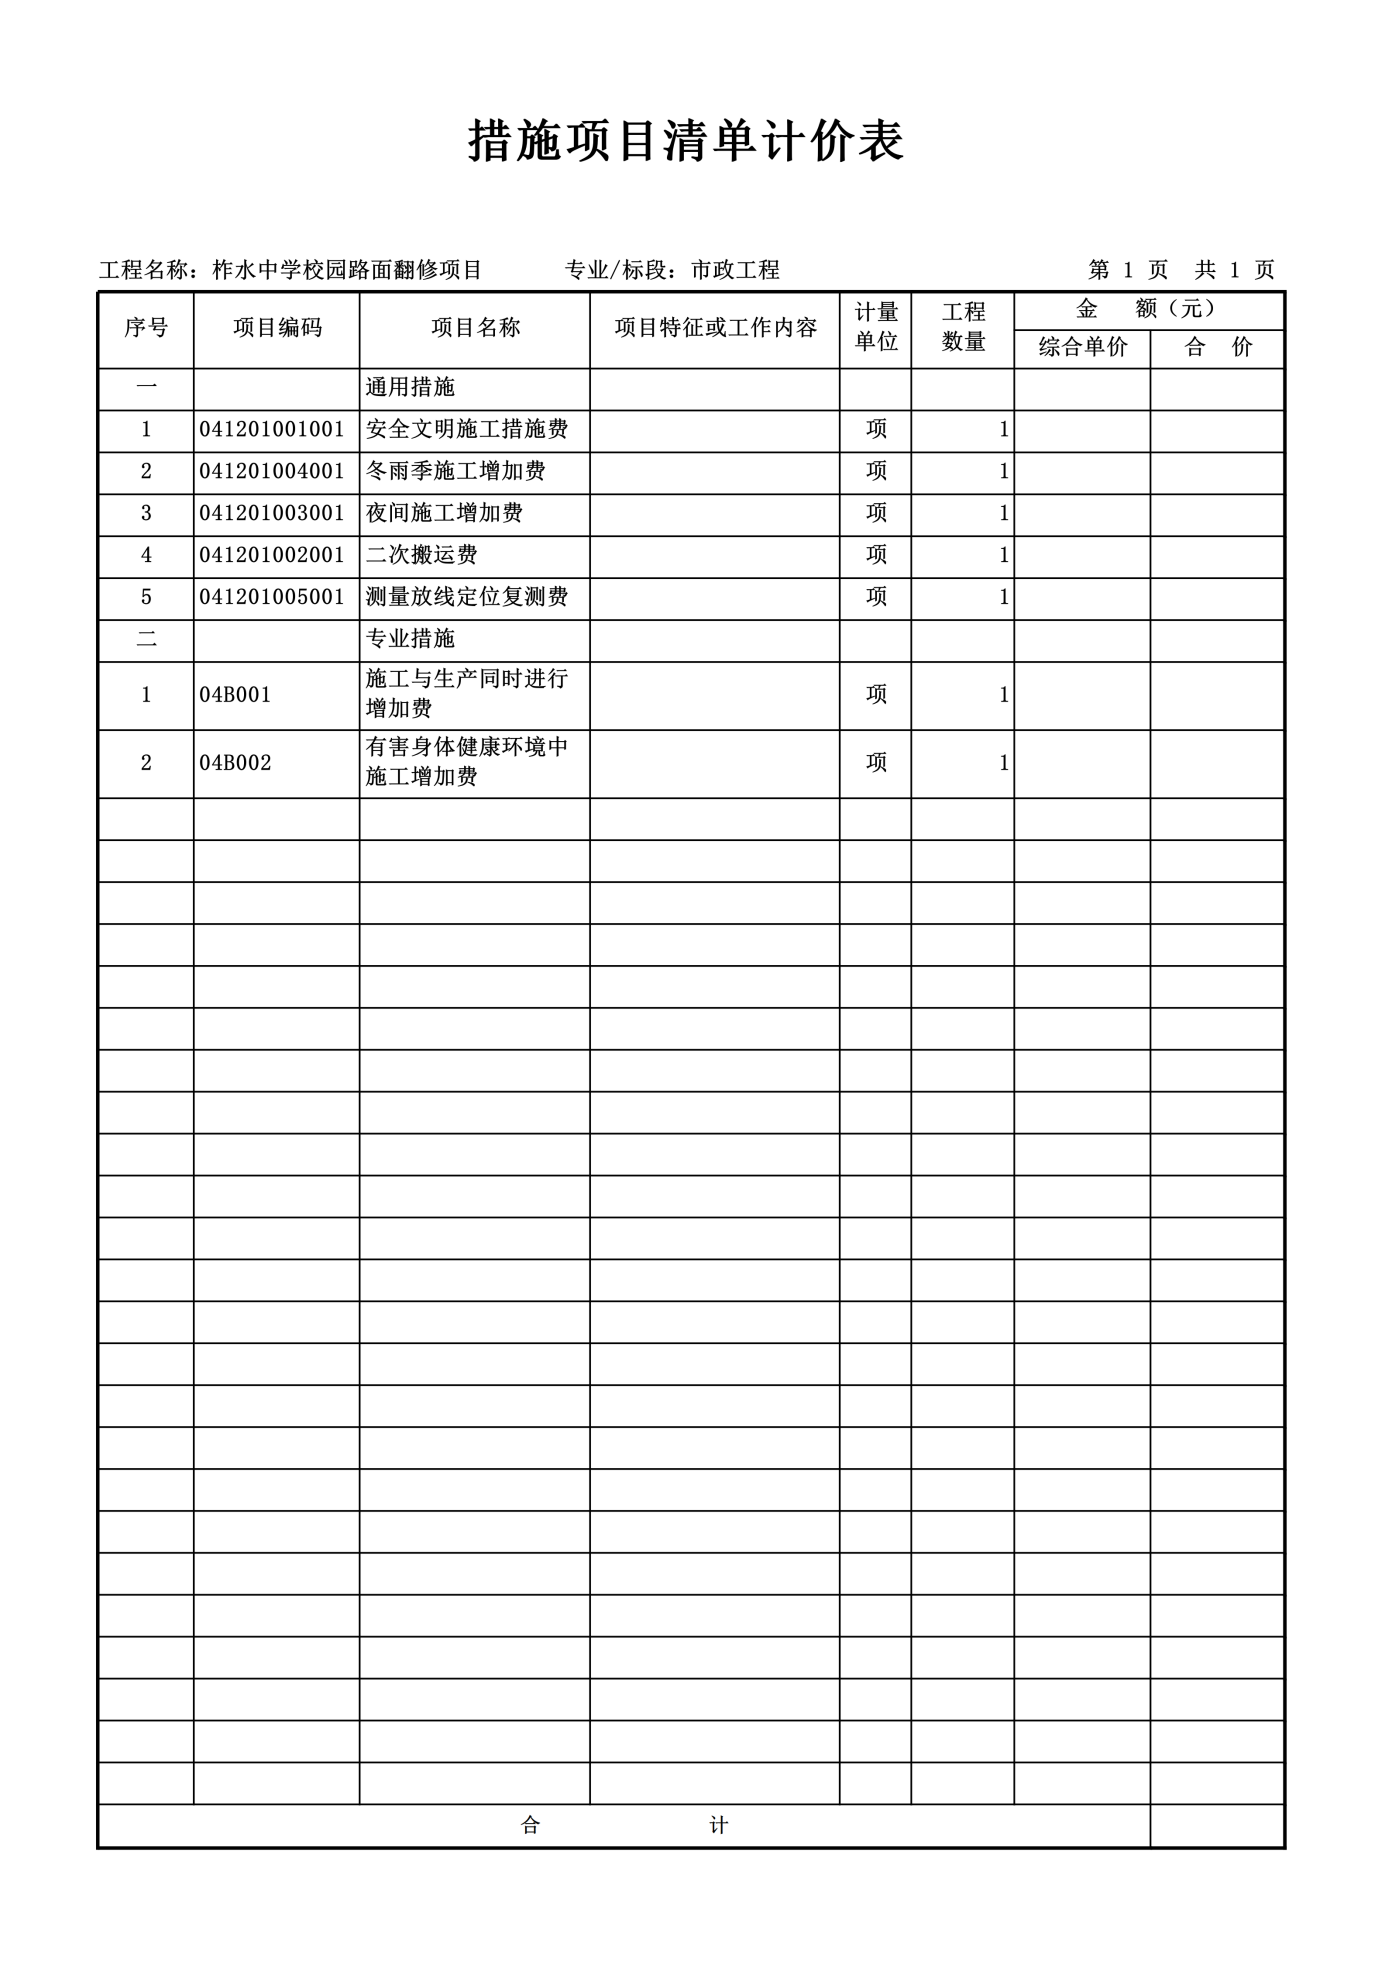 措施项目清单计价表
工程名称：柞水中学校园路面翻修项目 专业/标段：市政工程 第 1 页 共 1 页
序号 项目编码 项目名称 项目特征或工作内容 计量单位 工程数量 金 额（元）
综合单价 合 价
一 通用措施
1 041201001001 安全文明施工措施费 项 1
2 041201004001 冬雨季施工增加费 项 1
3 041201003001 夜间施工增加费 项 1
4 041201002001 二次搬运费 项 1
5 041201005001 测量放线定位复测费 项 1
二 专业措施
1 04B001 施工与生产同时进行增加费 项 1
2 04B002 有害身体健康环境中施工增加费 项 1
合 计